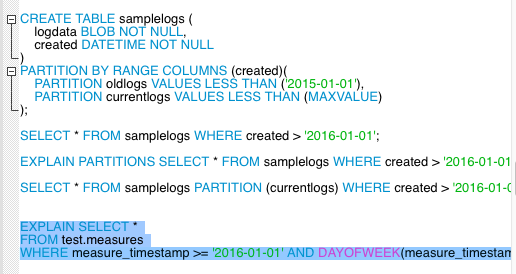 CREATE TABLE samplelogs (
logdata BLOB NOT NULL,
created DATETIME NOT NULL
)
PARTITION BY RANGE COLUMNS (created)(
PARTITION oldlogs VALUES LESS THAN ('2015-01-01'),
PARTITION currentlogs VALUES LESS THAN (MAXVALUE)
);
SELECT * FROM samplelogs WHERE created > '2016-01-01';
EXPLAIN PARTITIONS SELECT * FROM samplelogs WHERE created > '2016-01-01
SELECT * FROM samplelogs PARTITION (currentlogs) WHERE created > '2016-01-0
EXPLAIN SELECT *
FROM test.measures
WHERE measure_timestamp >= '2016-01-01' AND DAYOFWEEK(measure_timestam